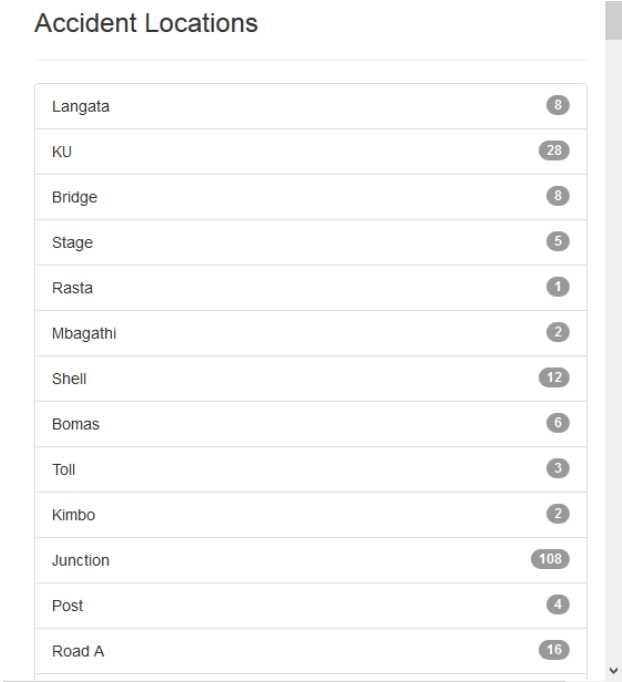 Accident Locations
Langata 8
KU 28
Bridge 8
Stage 5
Rasta 1
Mbagathi 2
Shell 12
Bomas 6
Toll 3
Kimbo 2
Junction 108
Post 4
Road A 16